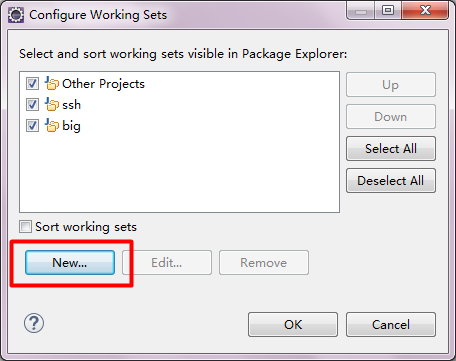 Configure Working Sets
Select and sort working sets visible in Package Explorer:
Other Projects
ssh
big
Up
Down
Select All
Deselect All
Sort working sets
New...
Edit...
Remove
?
OK
Cancel